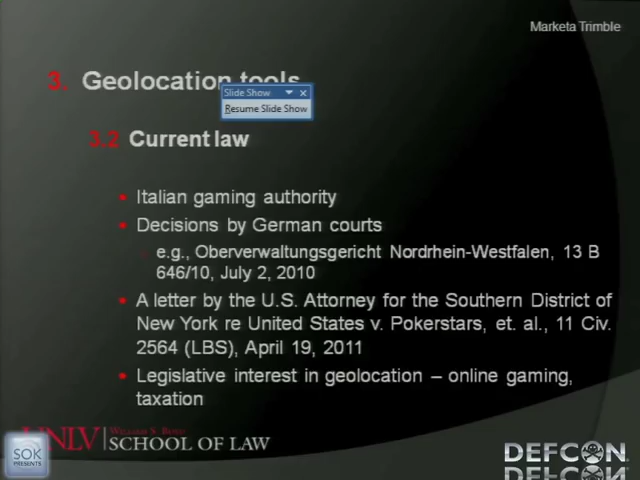 Marketa Trimble
3. Geolocation tools
Slide Show
Resume Slide Show
3.2 Current law
Italian gaming authority
Decisions by German courts
e.g., Oberverwaltungsgericht Nordrhein-Westfalen, 13 B
646/10, July 2, 2010
A letter by the U.S. Attorney for the Southern District of
New York re United States v. Pokerstars, et. al., 11 Civ.
2564 (LBS), April 19, 2011
Legislative interest in geolocation – online gaming,
taxation
UNLV WILLIAM S. BOYD
SCHOOL OF LAW
SOK
PRESENTS
DEFCON